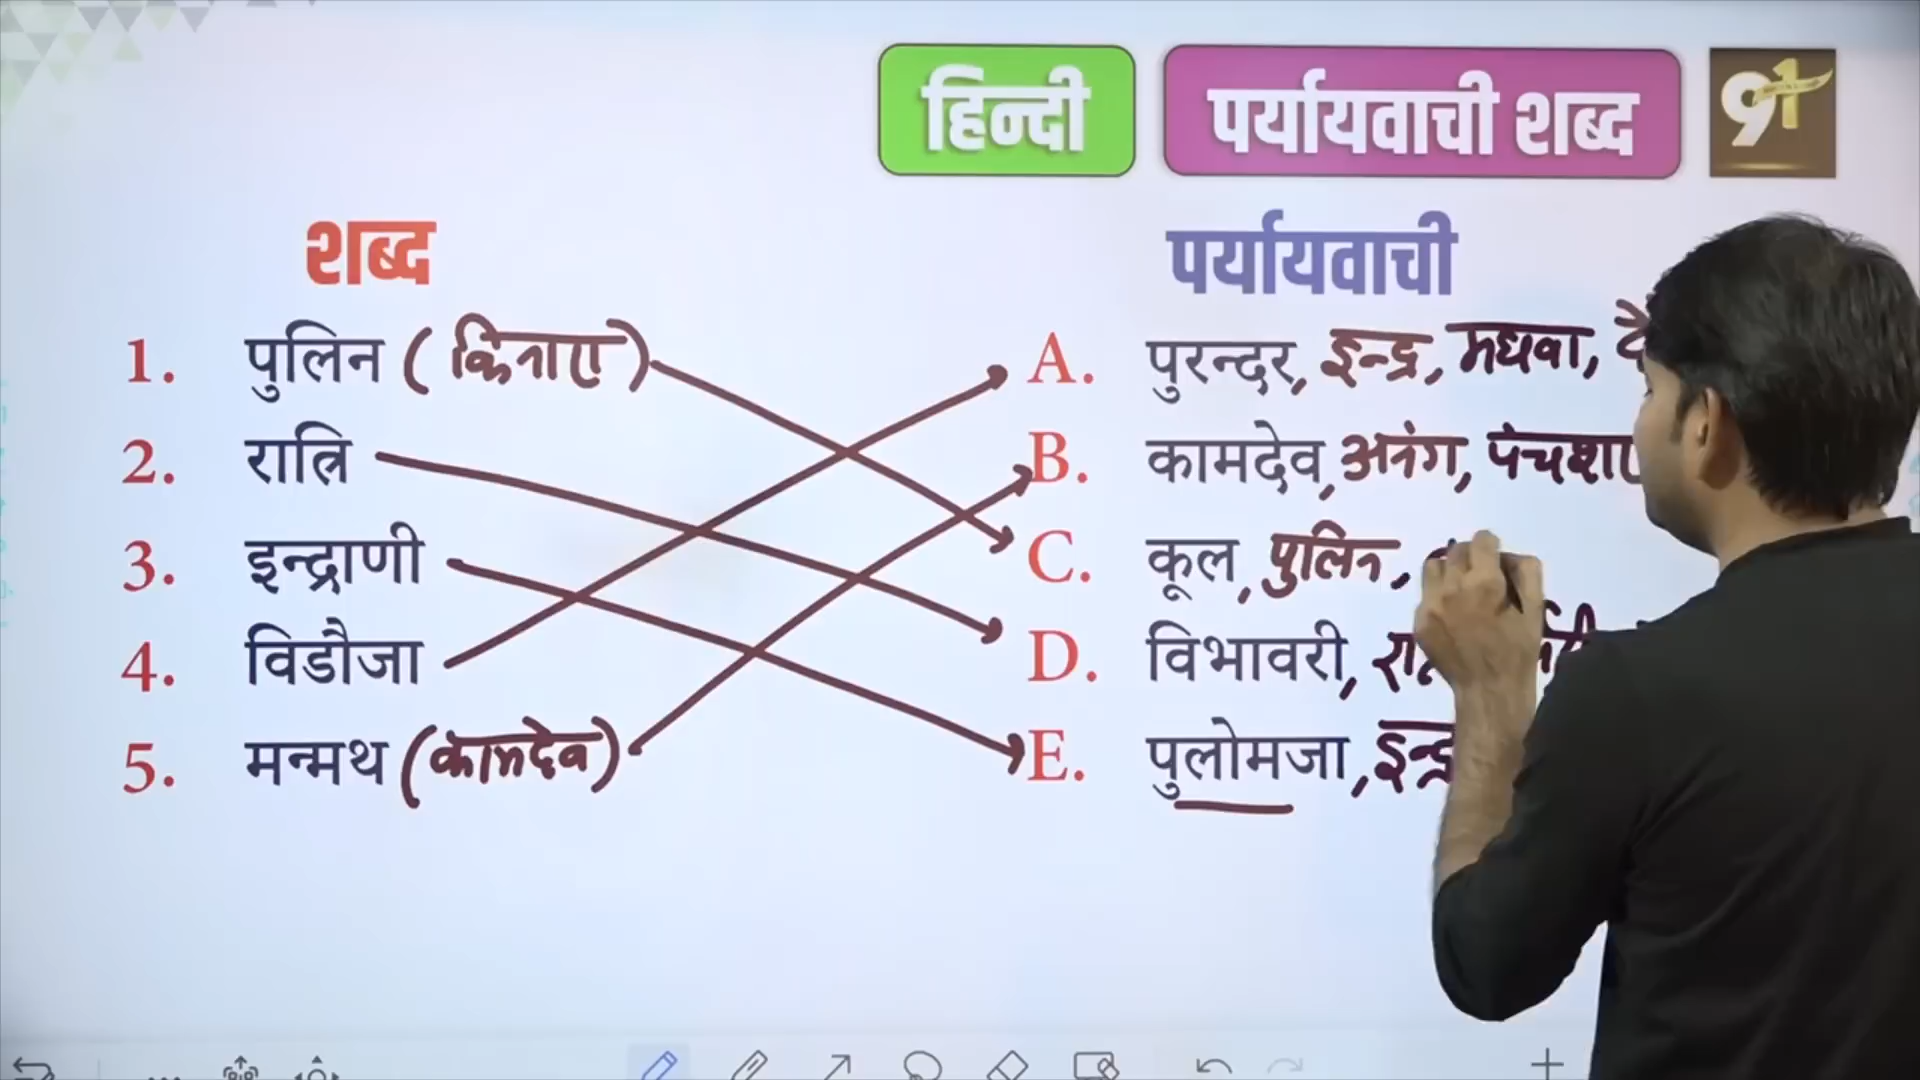 हिन्दी पर्यायवाची शब्द 91
शब्द पर्यायवाची
1. पुलिन (किनारा) A. पुरन्दर, इन्द्र, मघवा,
2. रात्रि B. कामदेव, अनंग, पंचशर
3. इन्द्राणी C. कूल, पुलिन,
4. विडौजा D. विभावरी,
5. मन्मथ (कामदेव) E. पुलोमजा,